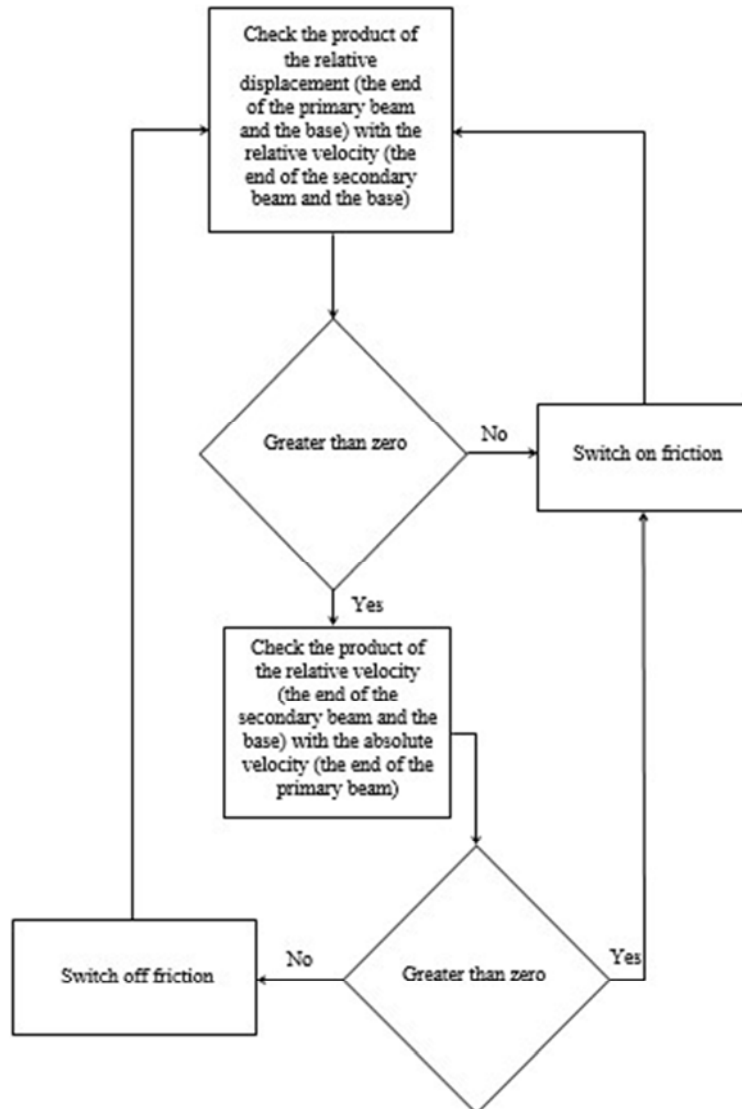 Check the product of
the relative
displacement (the end
of the primary beam
and the base) with the
relative velocity (the
end of the secondary
beam and the base)
Greater than zero
No
Switch on friction
Yes
Check the product of
the relative velocity
(the end of the
secondary beam and the
base) with the absolute
velocity (the end of the
primary beam)
Switch off friction
No
Greater than zero
Yes